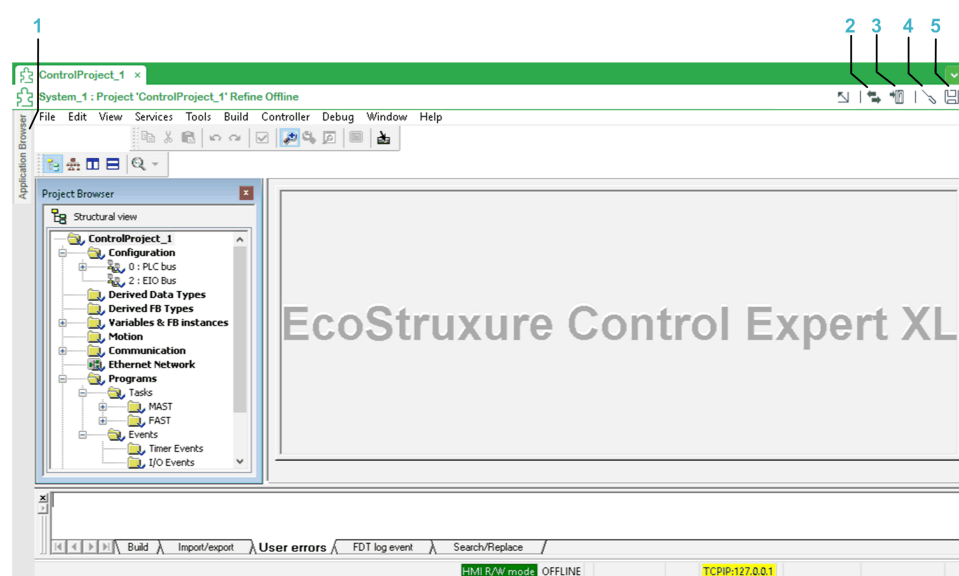 1 2 3 4 5
ControlProject_1 ×
System_1 : Project 'ControlProject_1' Refine Offline
Application Browser
File Edit View Services Tools Build Controller Debug Window Help
Project Browser
Structural view
ControlProject_1
Configuration
0 : PLC bus
2 : EIO Bus
Derived Data Types
Derived FB Types
Variables & FB instances
Motion
Communication
Ethernet Network
Programs
Tasks
MAST
FAST
Events
Timer Events
I/O Events
EcoStruxure Control Expert XL
Build Import/export User errors FDT log event Search/Replace
HMI R/W mode OFFLINE TCPIP:127.0.0.1